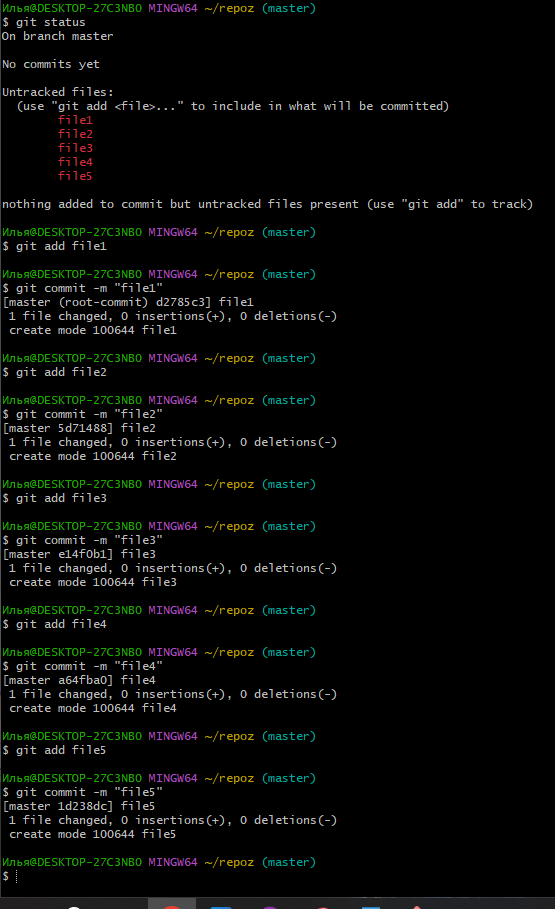 Илья@DESKTOP-27C3NBO MINGW64 ~/repoz (master)
$ git status
On branch master
No commits yet
Untracked files:
(use "git add <file>..." to include in what will be committed)
file1
file2
file3
file4
file5
nothing added to commit but untracked files present (use "git add" to track)
Илья@DESKTOP-27C3NBO MINGW64 ~/repoz (master)
$ git add file1
Илья@DESKTOP-27C3NBO MINGW64 ~/repoz (master)
$ git commit -m "file1"
[master (root-commit) d2785c3] file1
1 file changed, 0 insertions(+), 0 deletions(-)
create mode 100644 file1
Илья@DESKTOP-27C3NBO MINGW64 ~/repoz (master)
$ git add file2
Илья@DESKTOP-27C3NBO MINGW64 ~/repoz (master)
$ git commit -m "file2"
[master 5d71488] file2
1 file changed, 0 insertions(+), 0 deletions(-)
create mode 100644 file2
Илья@DESKTOP-27C3NBO MINGW64 ~/repoz (master)
$ git add file3
Илья@DESKTOP-27C3NBO MINGW64 ~/repoz (master)
$ git commit -m "file3"
[master e14f0b1] file3
1 file changed, 0 insertions(+), 0 deletions(-)
create mode 100644 file3
Илья@DESKTOP-27C3NBO MINGW64 ~/repoz (master)
$ git add file4
Илья@DESKTOP-27C3NBO MINGW64 ~/repoz (master)
$ git commit -m "file4"
[master a64fba0] file4
1 file changed, 0 insertions(+), 0 deletions(-)
create mode 100644 file4
Илья@DESKTOP-27C3NBO MINGW64 ~/repoz (master)
$ git add file5
Илья@DESKTOP-27C3NBO MINGW64 ~/repoz (master)
$ git commit -m "file5"
[master 1d238dc] file5
1 file changed, 0 insertions(+), 0 deletions(-)
create mode 100644 file5
Илья@DESKTOP-27C3NBO MINGW64 ~/repoz (master)
$